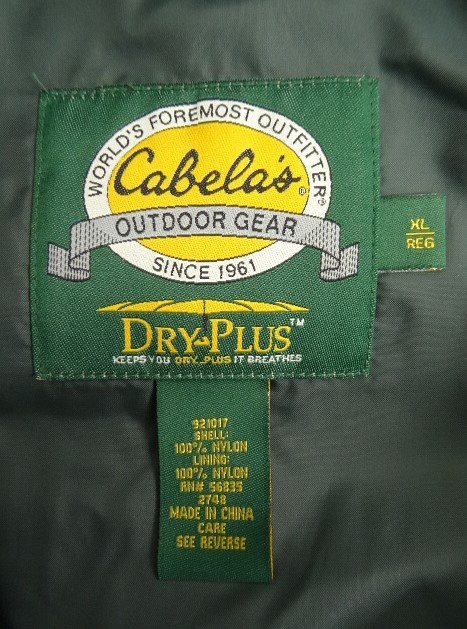 WORLD'S FOREMOST OUTFITTER®
Cabela's®
OUTDOOR GEAR
SINCE 1961
XL
REG
DRY-PLUS™
KEEPS YOU DRY-PLUS IT BREATHES
921017
SHELL:
100% NYLON
LINING:
100% NYLON
RN# 56835
2748
MADE IN CHINA
CARE
SEE REVERSE